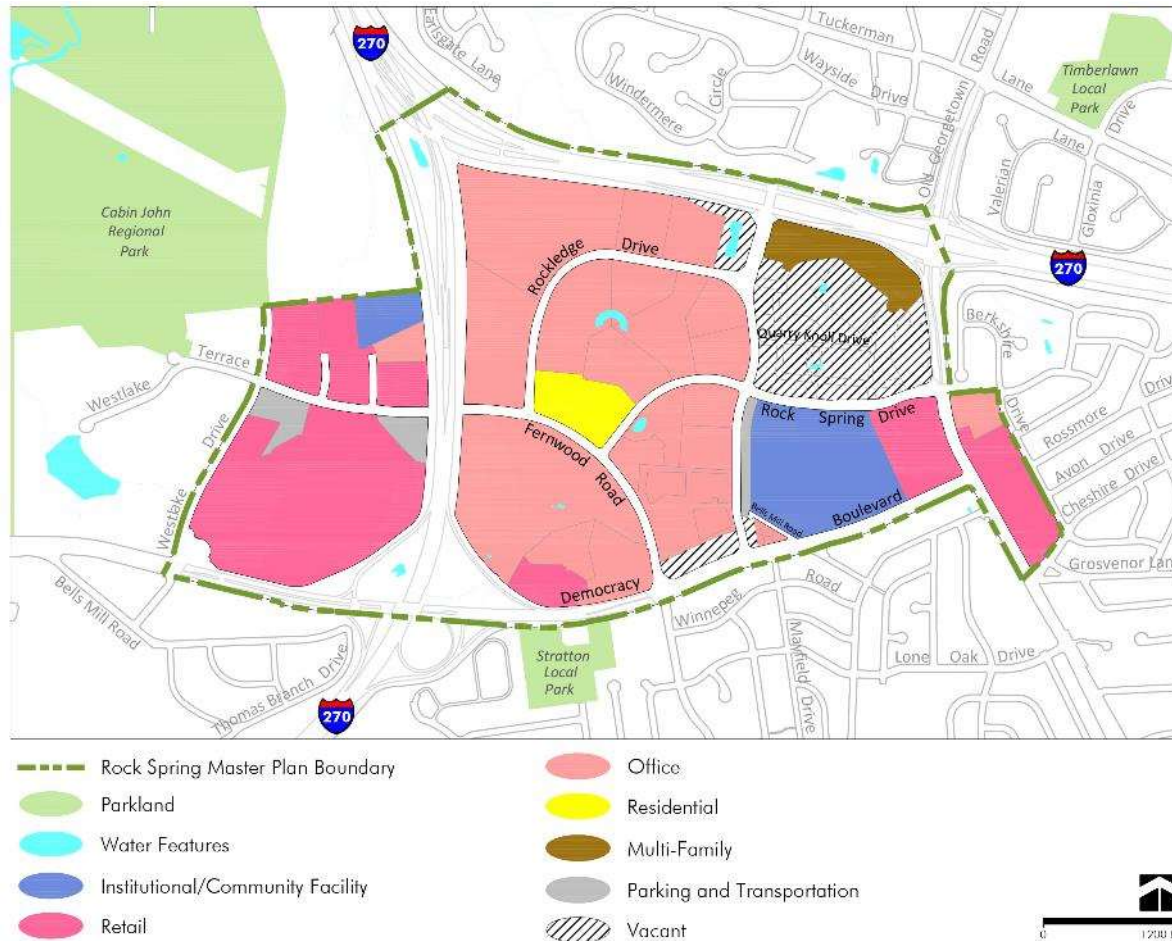 270
Earlsgate Lane
Tuckerman
Lane
Wayside Drive
Windermere
Circle
Old Georgetown
Road
Timberlawn
Local
Park
Lane
Drive
Valerian
Gloxinia
Cabin John
Regional
Park
Rockledge
Drive
270
Quarry Knoll Drive
Berkshire
Drive
Terrace
Westlake
Drive
Westlake
Rock Spring Drive
Fernwood
Road
Rossmore Drive
Avon Drive
Cheshire Drive
Boulevard
Bells Mill Road
Democracy
Grosvenor Lan
Bells Mill Road
Winnepeg
Road
Mayfield
Drive
Lone Oak Drive
Stratton
Local
Park
Thomas Branch Drive
270
Rock Spring Master Plan Boundary
Parkland
Water Features
Institutional/Community Facility
Retail
Office
Residential
Multi-Family
Parking and Transportation
Vacant
0
1200